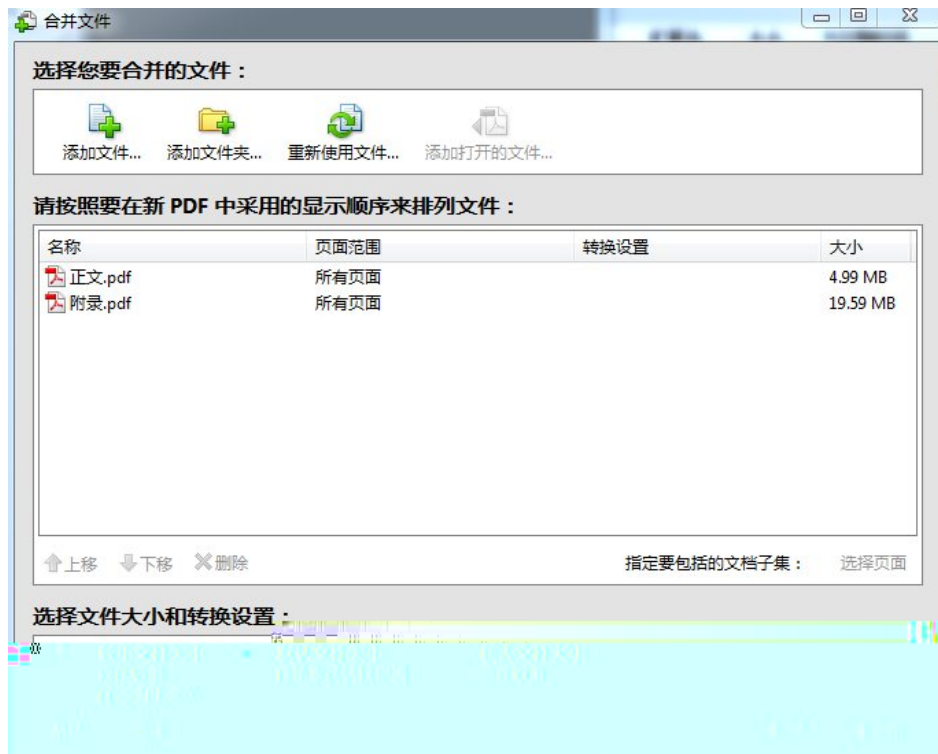 合并文件
选择您要合并的文件：
添加文件... 添加文件夹... 重新使用文件... 添加打开的文件...
请按照要在新 PDF 中采用的显示顺序来排列文件：
名称 页面范围 转换设置 大小
正文.pdf 所有页面 4.99 MB
附录.pdf 所有页面 19.59 MB
上移 下移 删除 指定要包括的文档子集： 选择页面
选择文件大小和转换设置：